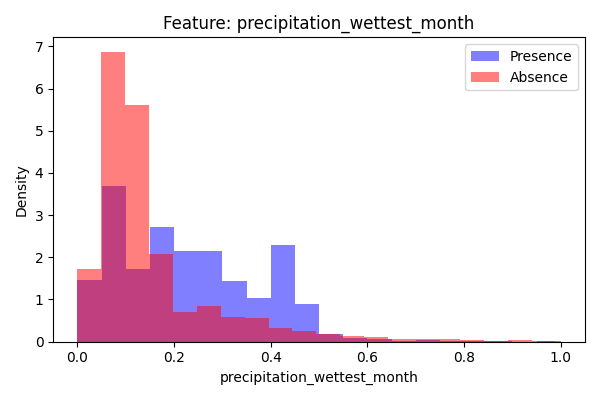 Feature: precipitation_wettest_month
Presence
Absence
Density
7
6
5
4
3
2
1
0
0.0 0.2 0.4 0.6 0.8 1.0
precipitation_wettest_month